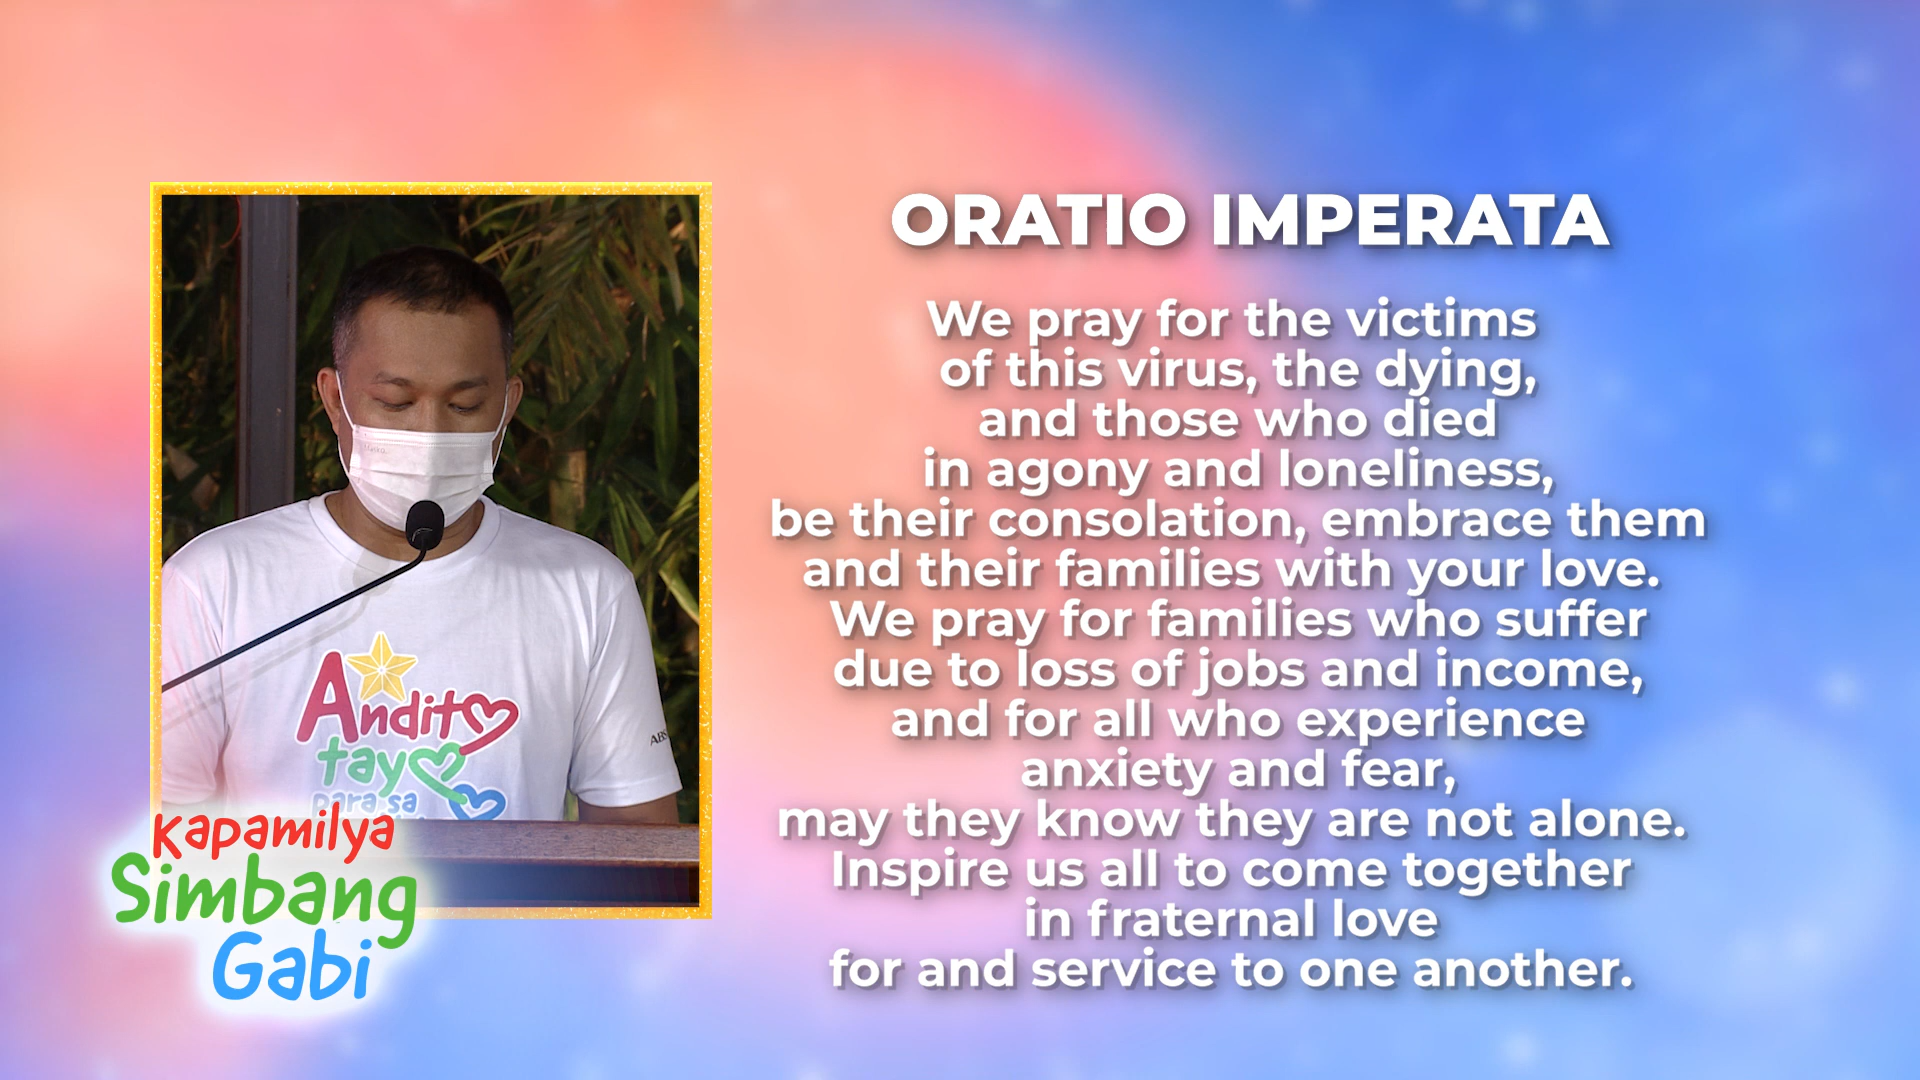 ORATIO IMPERATA
We pray for the victims
of this virus, the dying,
and those who died
in agony and loneliness,
be their consolation, embrace them
and their families with your love.
We pray for families who suffer
due to loss of jobs and income,
and for all who experience
anxiety and fear,
may they know they are not alone.
Inspire us all to come together
in fraternal love
for and service to one another.
Andito
tayo
para sa
ABS
Kapamilya
Simbang
Gabi